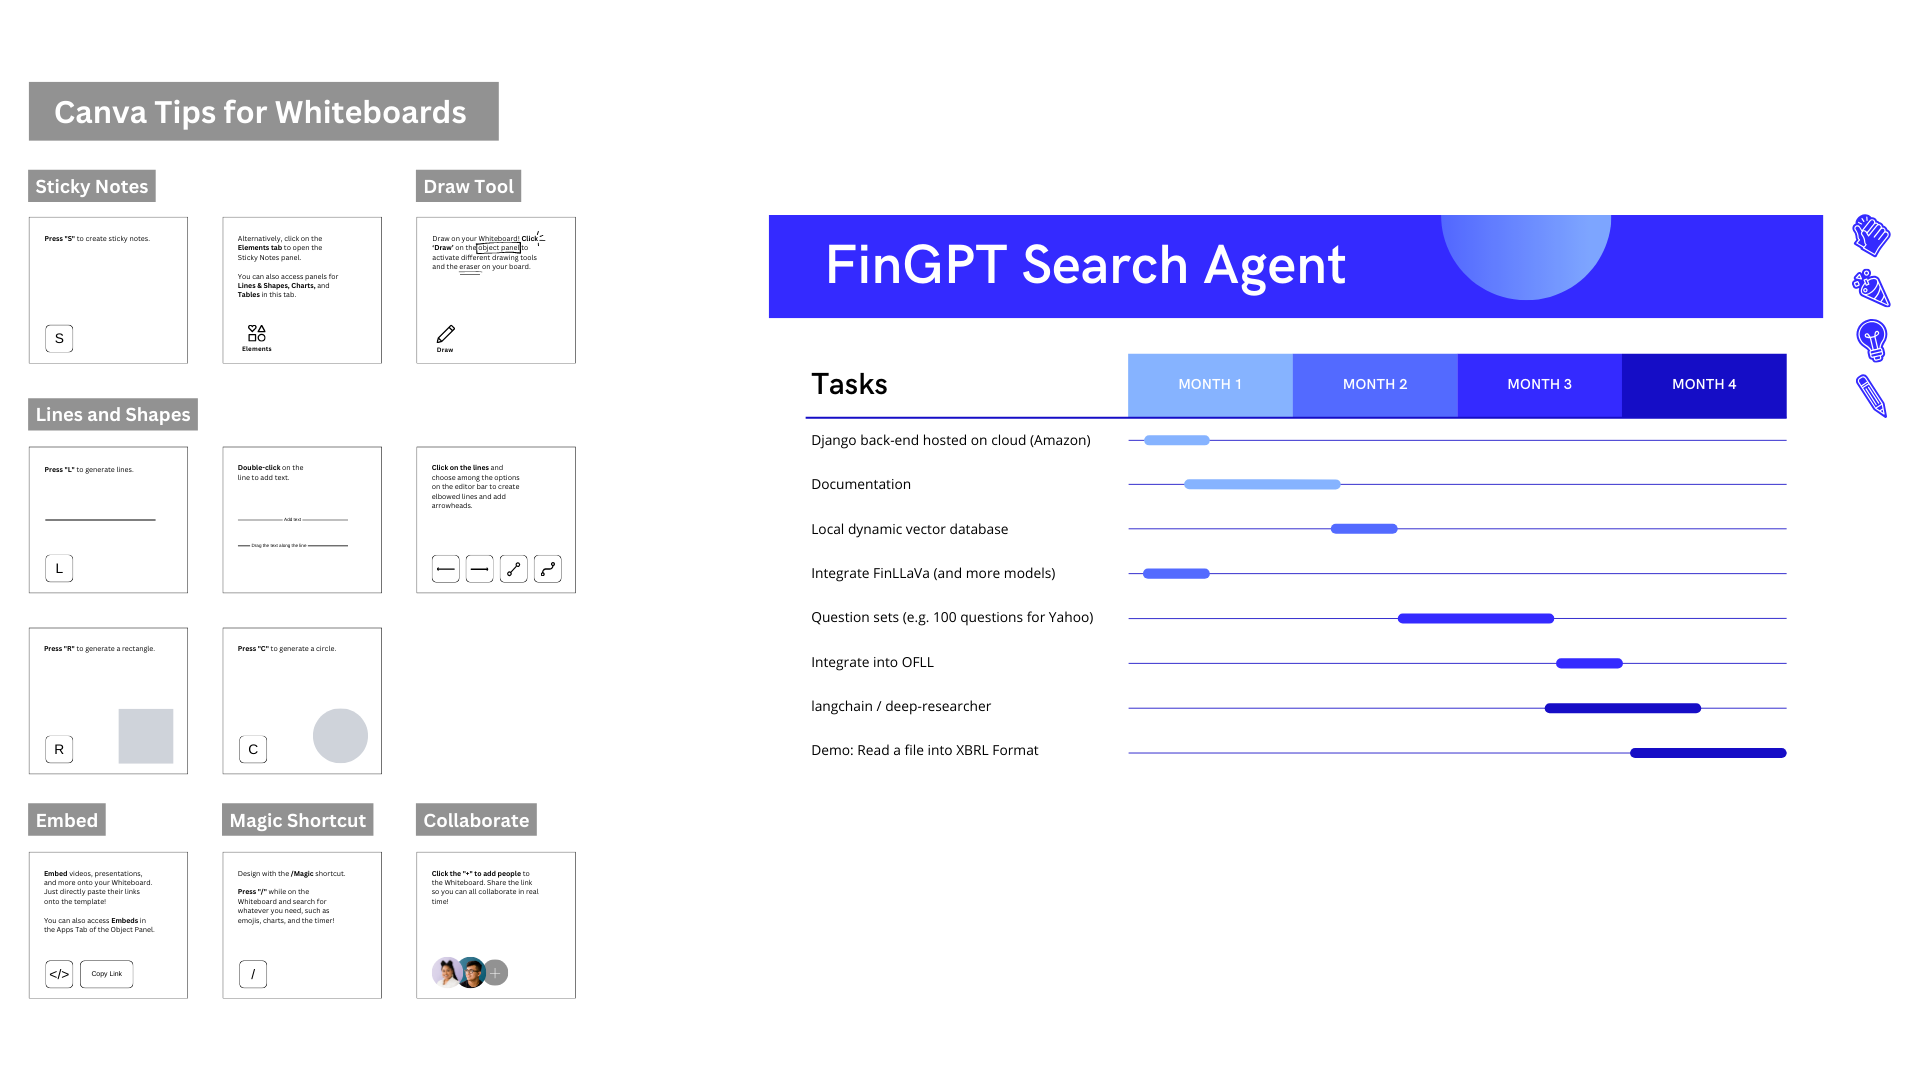 Canva Tips for Whiteboards
Sticky Notes
Press "S" to create sticky notes.
S
Alternatively, click on the
Elements tab to open the
Sticky Notes panel.
You can also access panels for
Lines & Shapes, Charts, and
Tables in this tab.
Elements
Draw Tool
Draw on your Whiteboard! Click
'Draw' on the object panel to
activate different drawing tools
and the eraser on your board.
Draw
Lines and Shapes
Press "L" to generate lines.
L
Double-click on the
line to add text.
Add text
Drag the text along the line
Click on the lines and
choose among the options
on the editor bar to create
elbowed lines and add
arrowheads.
Press "R" to generate a rectangle.
R
Press "C" to generate a circle.
C
Embed
Embed videos, presentations,
and more onto your Whiteboard.
Just directly paste their links
onto the template!
You can also access Embeds in
the Apps Tab of the Object Panel.
</>
Copy Link
Magic Shortcut
Design with the /Magic shortcut.
Press "/" while on the
Whiteboard and search for
whatever you need, such as
emojis, charts, and the timer!
/
Collaborate
Click the "+" to add people to
the Whiteboard. Share the link
so you can all collaborate in real
time!
FinGPT Search Agent
Tasks
MONTH 1
MONTH 2
MONTH 3
MONTH 4
Django back-end hosted on cloud (Amazon)
Documentation
Local dynamic vector database
Integrate FinLLaVa (and more models)
Question sets (e.g. 100 questions for Yahoo)
Integrate into OFLL
langchain / deep-researcher
Demo: Read a file into XBRL Format